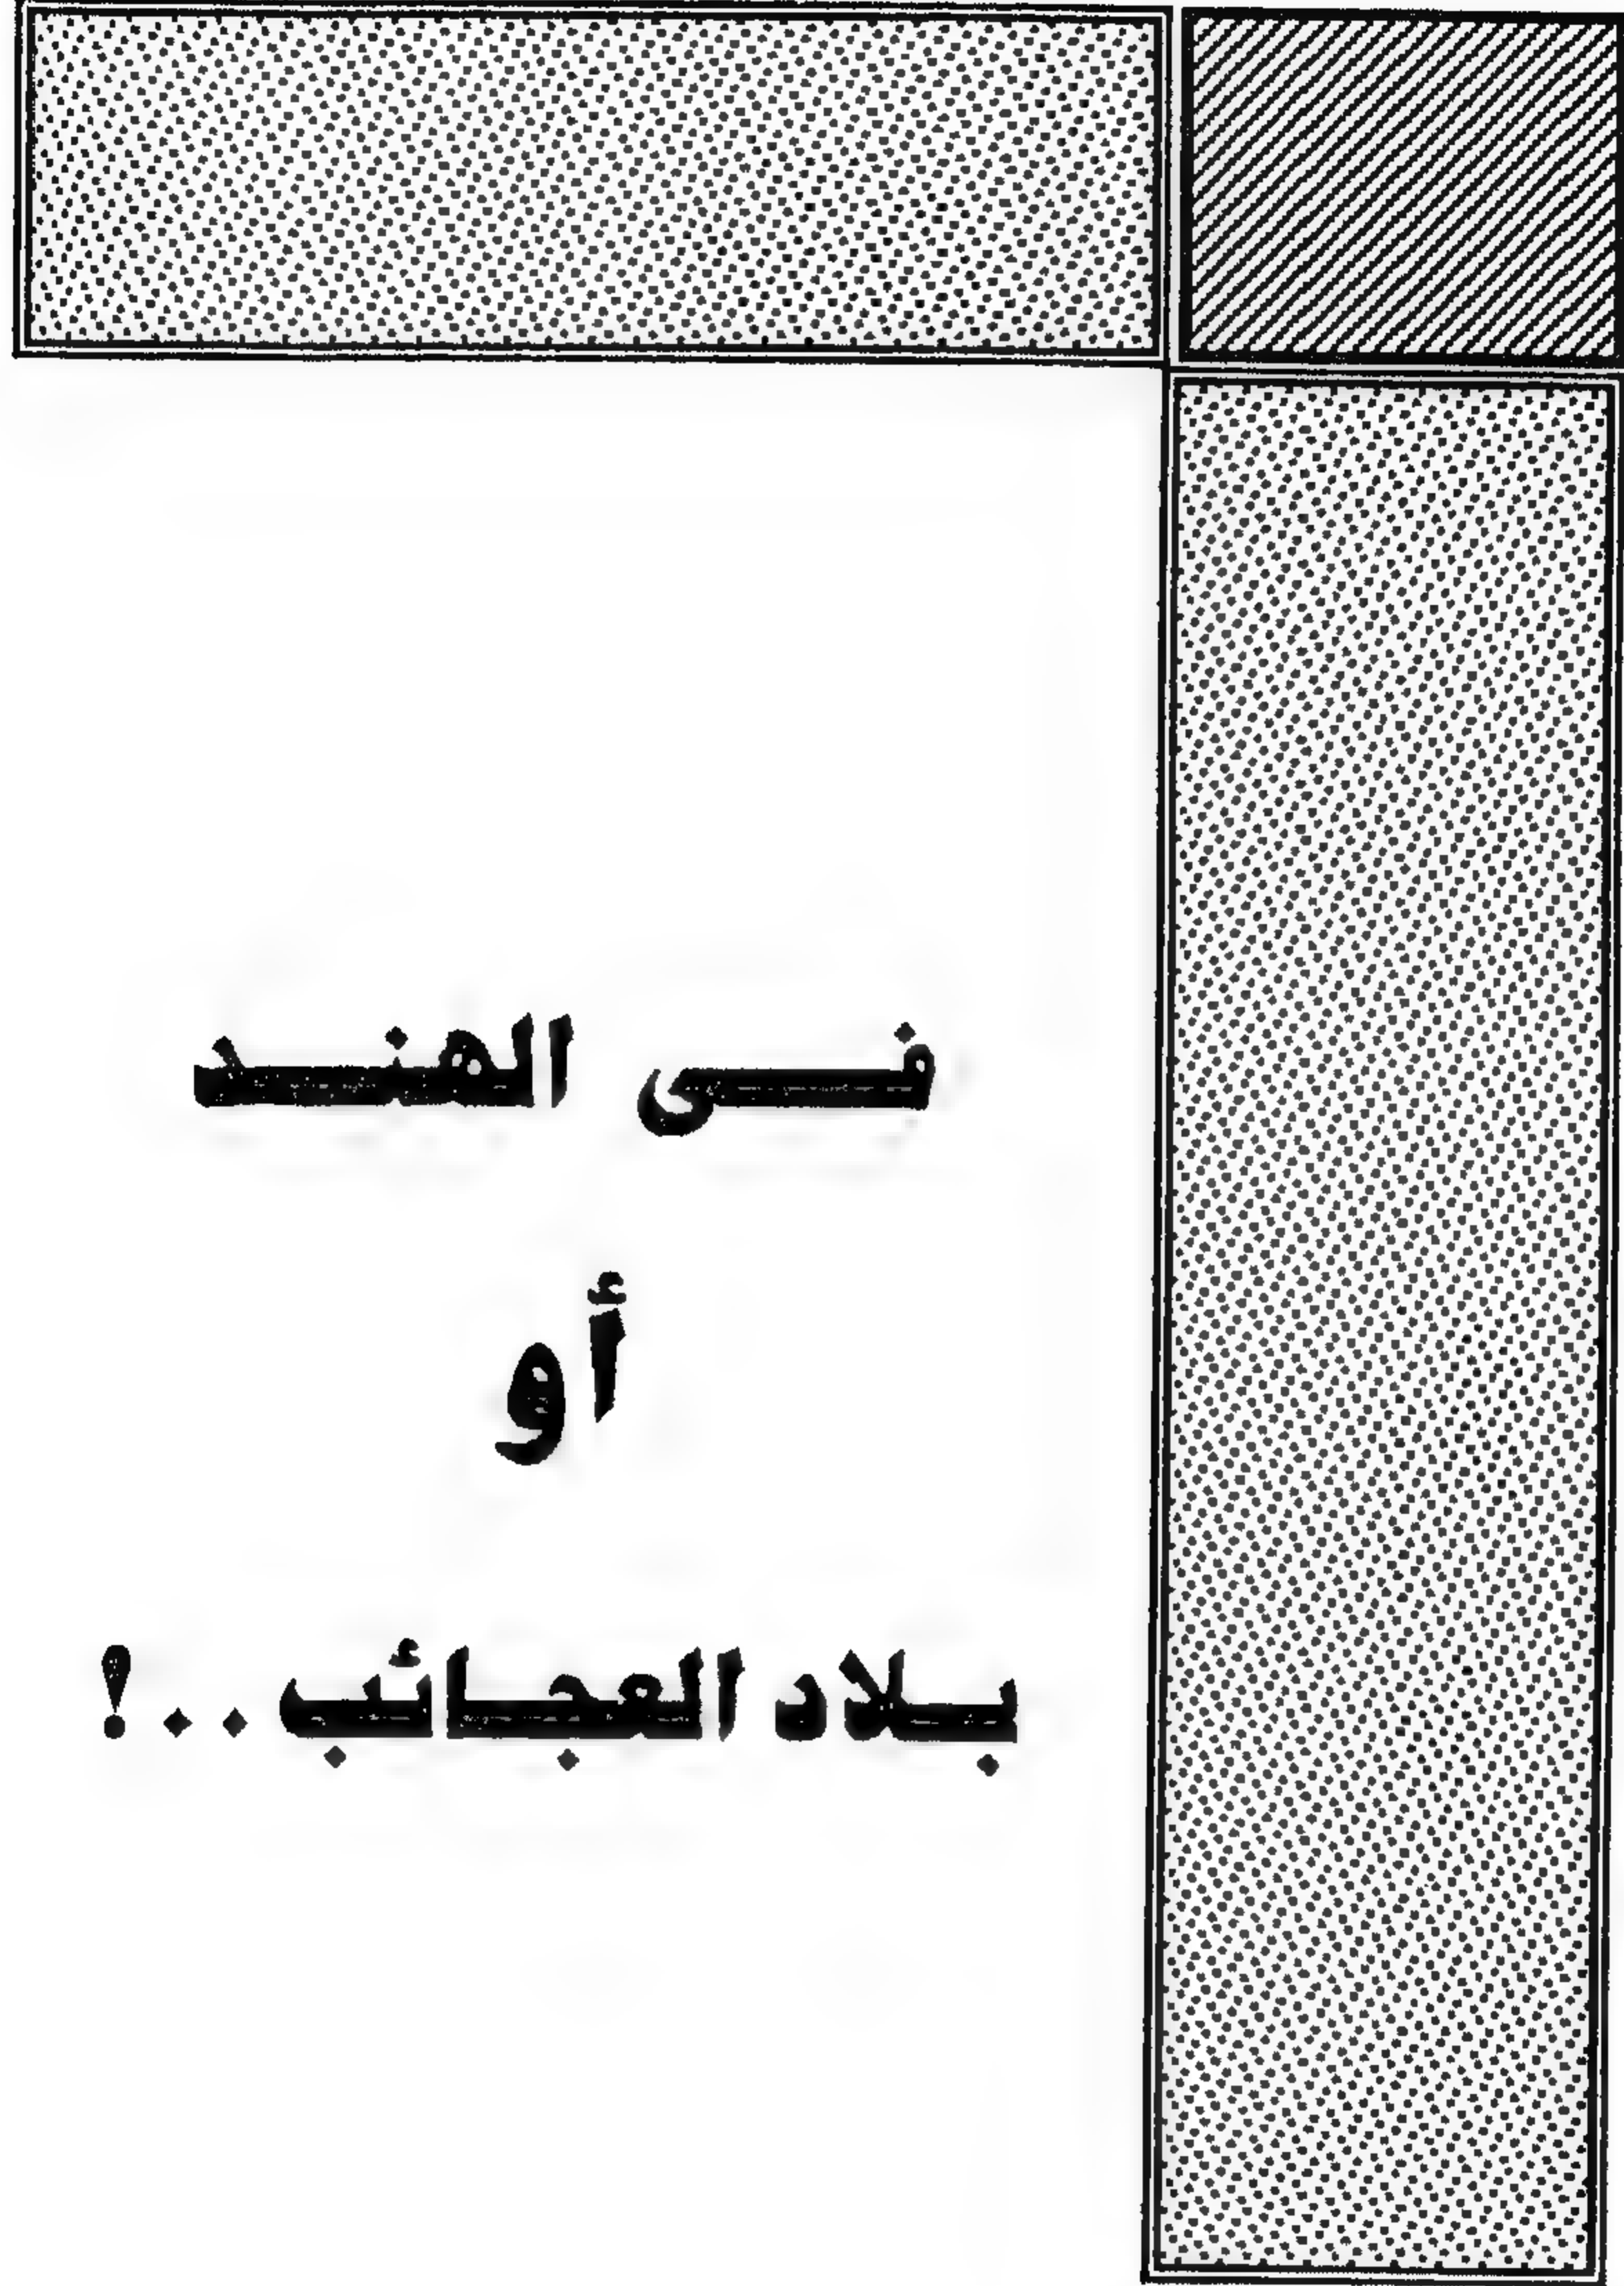 فى الهند
أو
بلاد العجائب . . !